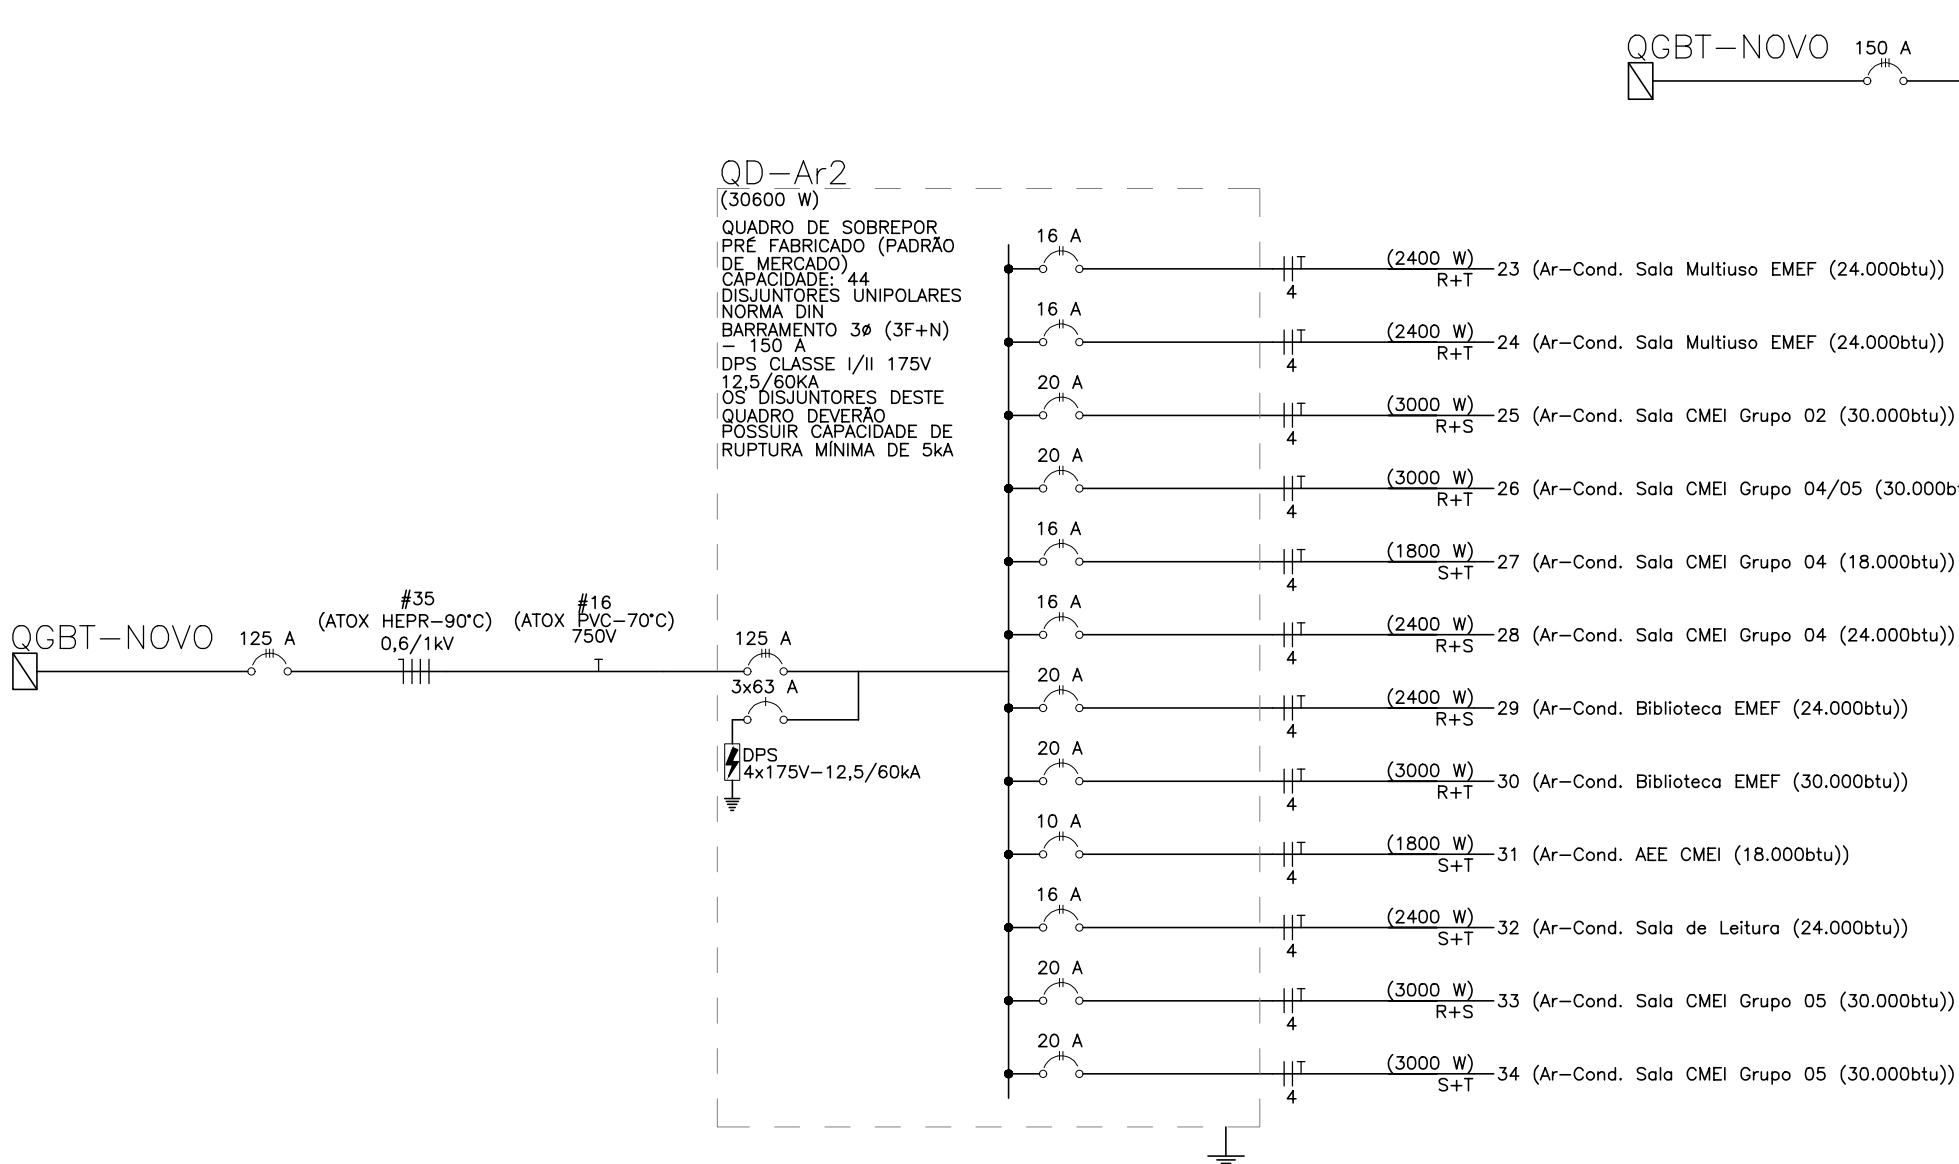 QGBT-NOVO 150 A
QD-Ar2
(30600 W)
QUADRO DE SOBREPOR
PRÉ FABRICADO (PADRÃO
DE MERCADO)
CAPACIDADE: 44
DISJUNTORES UNIPOLARES
NORMA DIN
BARRAMENTO 3ø (3F+N)
- 150 A
DPS CLASSE I/II 175V
12,5/60KA
OS DISJUNTORES DESTE
QUADRO DEVERÃO
POSSUIR CAPACIDADE DE
RUPTURA MÍNIMA DE 5kA
QGBT-NOVO 125 A
#35
(ATOX HEPR-90°C)
0,6/1kV
#16
(ATOX PVC-70°C)
750V
T
125 A
3x63 A
DPS
4x175V-12,5/60kA
16 A
T
4
(2400 W)
R+T
23 (Ar-Cond. Sala Multiuso EMEF (24.000btu))
16 A
T
4
(2400 W)
R+T
24 (Ar-Cond. Sala Multiuso EMEF (24.000btu))
20 A
T
4
(3000 W)
R+S
25 (Ar-Cond. Sala CMEI Grupo 02 (30.000btu))
20 A
T
4
(3000 W)
R+T
26 (Ar-Cond. Sala CMEI Grupo 04/05 (30.000b
16 A
T
4
(1800 W)
S+T
27 (Ar-Cond. Sala CMEI Grupo 04 (18.000btu))
16 A
T
4
(2400 W)
R+S
28 (Ar-Cond. Sala CMEI Grupo 04 (24.000btu))
20 A
T
4
(2400 W)
R+S
29 (Ar-Cond. Biblioteca EMEF (24.000btu))
20 A
T
4
(3000 W)
R+T
30 (Ar-Cond. Biblioteca EMEF (30.000btu))
10 A
T
4
(1800 W)
S+T
31 (Ar-Cond. AEE CMEI (18.000btu))
16 A
T
4
(2400 W)
S+T
32 (Ar-Cond. Sala de Leitura (24.000btu))
20 A
T
4
(3000 W)
R+S
33 (Ar-Cond. Sala CMEI Grupo 05 (30.000btu))
20 A
T
4
(3000 W)
S+T
34 (Ar-Cond. Sala CMEI Grupo 05 (30.000btu))